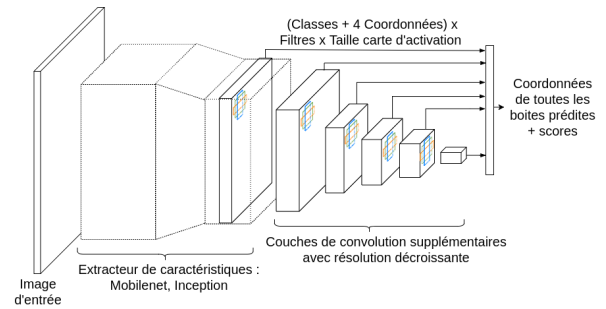 (Classes + 4 Coordonnées) x
Filtres x Taille carte d'activation
Coordonnées
de toutes les
boites prédites
+ scores
Couches de convolution supplémentaires
avec résolution décroissante
Extracteur de caractéristiques :
Mobilenet, Inception
Image
d'entrée